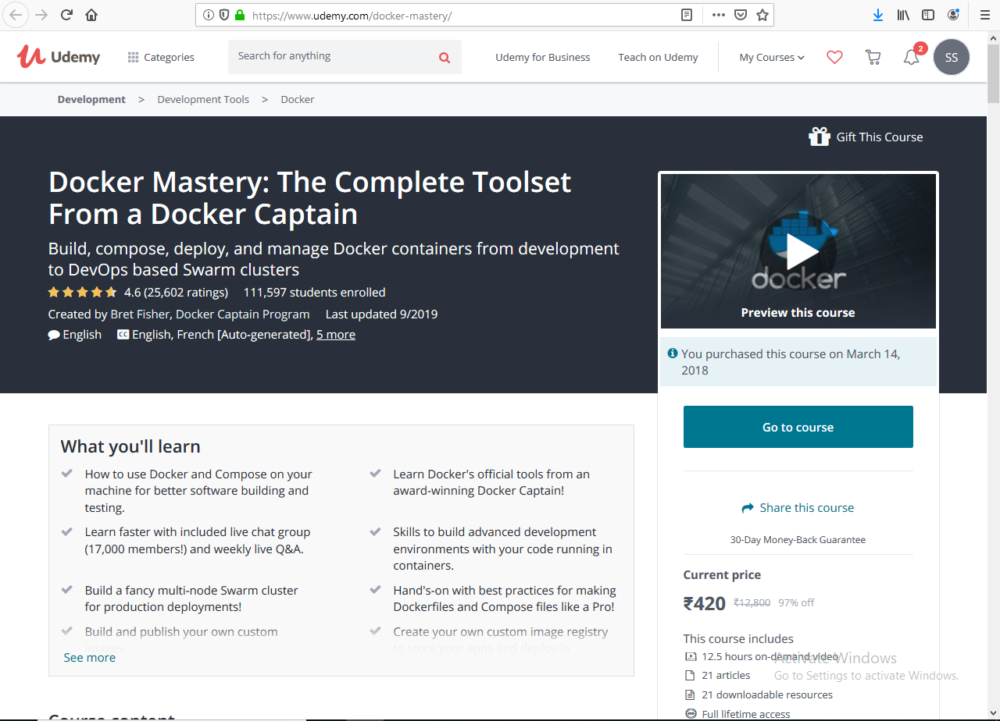 https://www.udemy.com/docker-mastery/
Udemy
Categories
Search for anything
Udemy for Business
Teach on Udemy
My Courses
2
SS
Development > Development Tools > Docker
Gift This Course
Docker Mastery: The Complete Toolset
From a Docker Captain
Build, compose, deploy, and manage Docker containers from development
to DevOps based Swarm clusters
4.6 (25,602 ratings) 111,597 students enrolled
Created by Bret Fisher, Docker Captain Program Last updated 9/2019
English CC English, French [Auto-generated], 5 more
docker
Preview this course
You purchased this course on March 14,
2018
Go to course
Share this course
30-Day Money-Back Guarantee
Current price
₹420 ₹12,800 97% off
This course includes
12.5 hours on-demand video
21 articles
21 downloadable resources
Full lifetime access
What you'll learn
How to use Docker and Compose on your
machine for better software building and
testing.
Learn Docker's official tools from an
award-winning Docker Captain!
Learn faster with included live chat group
(17,000 members!) and weekly live Q&A.
Skills to build advanced development
environments with your code running in
containers.
Build a fancy multi-node Swarm cluster
for production deployments!
Hand's-on with best practices for making
Dockerfiles and Compose files like a Pro!
Build and publish your own custom
images.
Create your own custom image registry
to store your apps and deploy in
See more
Course content
Activate Windows
Go to Settings to activate Windows.